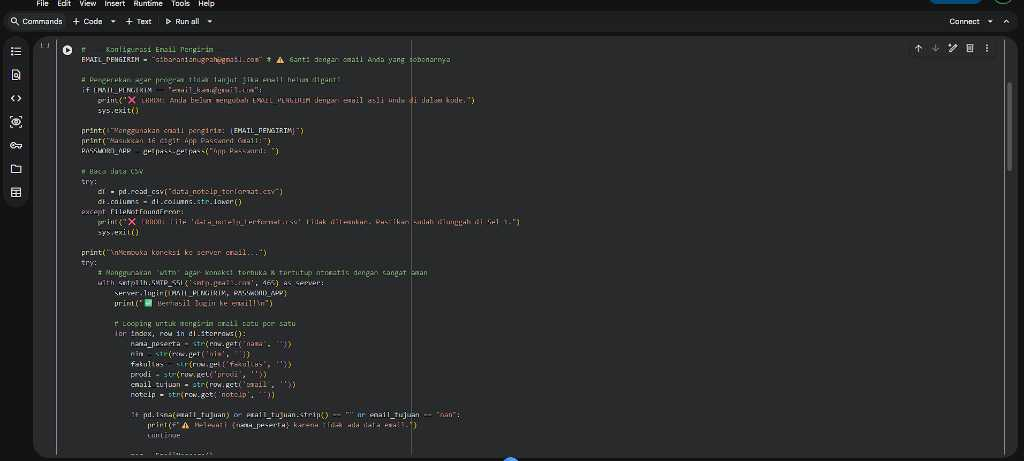 File Edit View Insert Runtime Tools Help
Commands + Code + Text Run all Connect
[ ]
# Konfigurasi Email Pengirim
EMAIL_PENGIRIM = "sibaranianugrah@gmail.com" # ⚠️ Ganti dengan email Anda yang sebenarnya
# Pengecekan agar program tidak lanjut jika email belum diganti
if EMAIL_PENGIRIM == "email_kamu@gmail.com":
print("❌ ERROR: Anda belum mengubah EMAIL_PENGIRIM dengan email asli Anda di dalam kode.")
sys.exit()
print(f"Menggunakan email pengirim: {EMAIL_PENGIRIM}")
print("Masukkan 16 digit App Password Gmail:")
PASSWORD_APP = getpass.getpass("App Password: ")
# Baca data CSV
try:
df = pd.read_csv("data_notelp_terformat.csv")
df.columns = df.columns.str.lower()
except FileNotFoundError:
print("❌ ERROR: File 'data_notelp_terformat.csv' tidak ditemukan. Pastikan sudah diunggah di Sel 1.")
sys.exit()
print("\nMembuka koneksi ke server email...")
try:
# Menggunakan 'with' agar koneksi terbuka & tertutup otomatis dengan sangat aman
with smtplib.SMTP_SSL('smtp.gmail.com', 465) as server:
server.login(EMAIL_PENGIRIM, PASSWORD_APP)
print("✅ Berhasil login ke email!\n")
# Looping untuk mengirim email satu per satu
for index, row in df.iterrows():
nama_peserta = str(row.get('nama', ''))
nim = str(row.get('nim', ''))
fakultas = str(row.get('fakultas', ''))
prodi = str(row.get('prodi', ''))
email_tujuan = str(row.get('email', ''))
notelp = str(row.get('notelp', ''))
if pd.isna(email_tujuan) or email_tujuan.strip() == "" or email_tujuan == "nan":
print(f"⚠️ Melewati {nama_peserta} karena tidak ada data email.")
continue